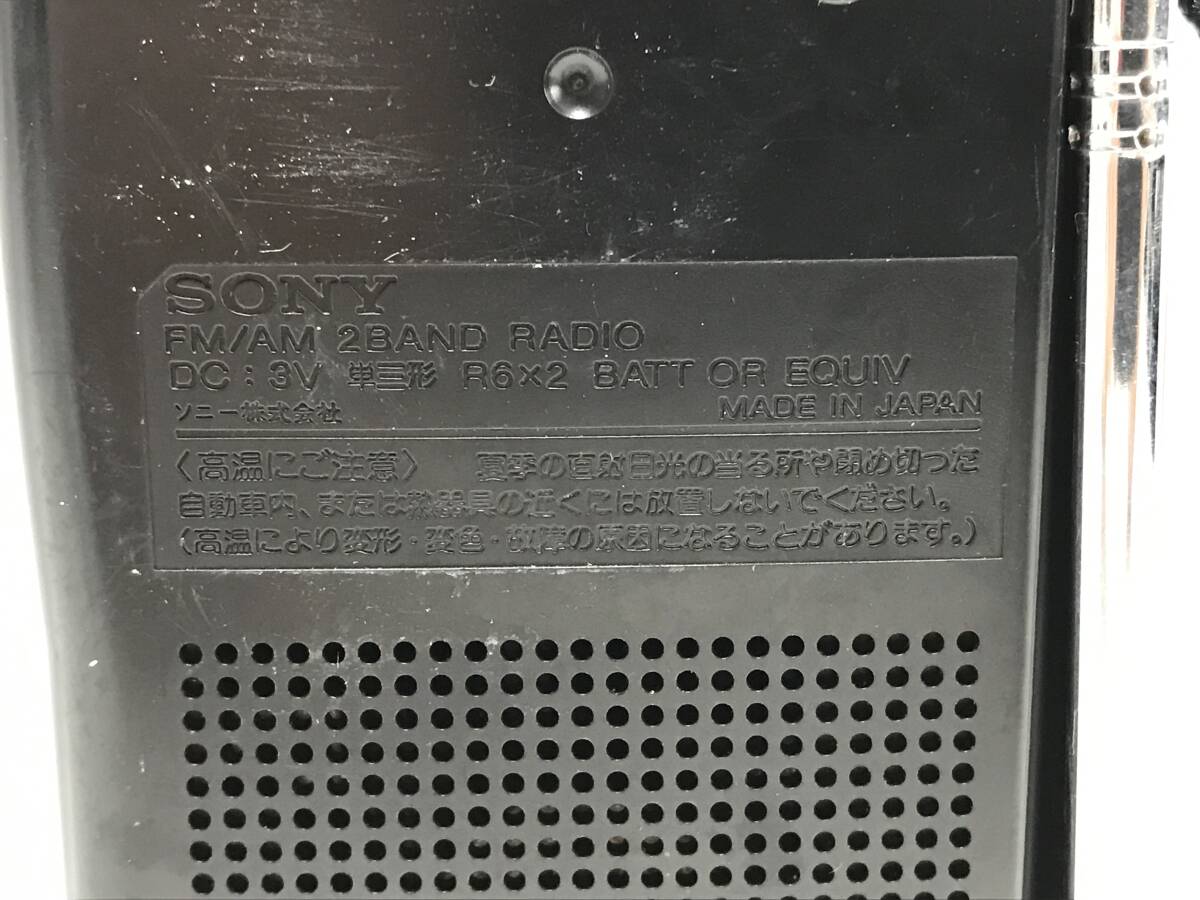 SONY
FM/AM 2BAND RADIO
DC：3V 単三形 R6×2 BATT OR EQUIV
ソニー株式会社 MADE IN JAPAN
〈高温にご注意〉 夏季の直射日光の当る所や閉め切つた
自動車内、または熱器具の近くには放置しないでください。
(高温により変形・変色・故障の原因になることがあります。)